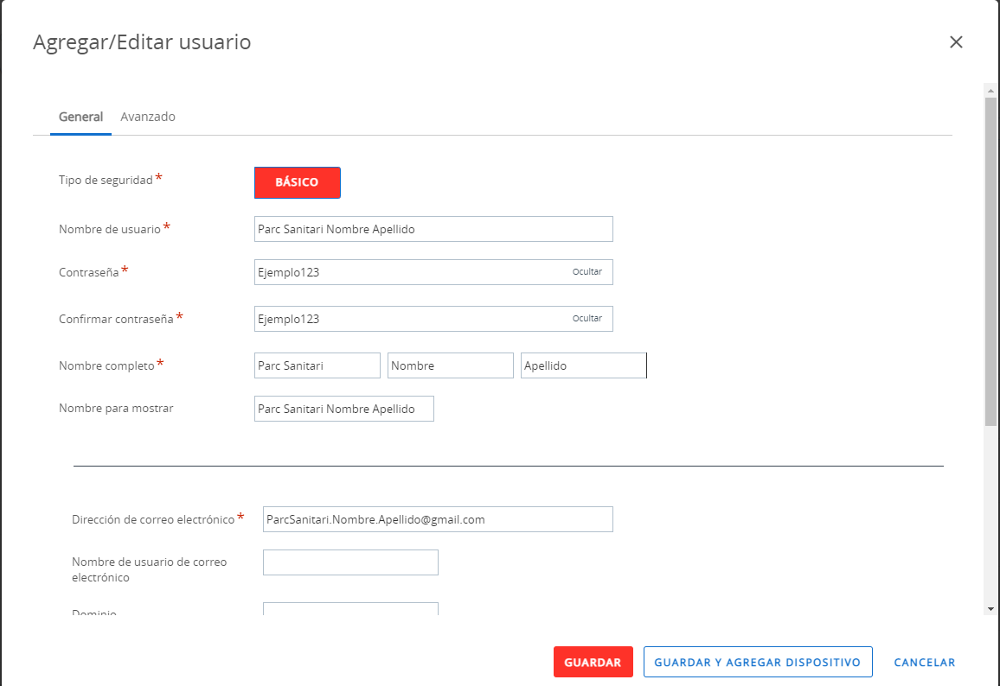 Agregar/Editar usuario
General Avanzado
Tipo de seguridad * BÁSICO
Nombre de usuario * Parc Sanitari Nombre Apellido
Contraseña * Ejemplo123 Ocultar
Confirmar contraseña * Ejemplo123 Ocultar
Nombre completo * Parc Sanitari Nombre Apellido
Nombre para mostrar Parc Sanitari Nombre Apellido
Dirección de correo electrónico * ParcSanitari.Nombre.Apellido@gmail.com
Nombre de usuario de correo
electrónico
Dominio
GUARDAR GUARDAR Y AGREGAR DISPOSITIVO CANCELAR